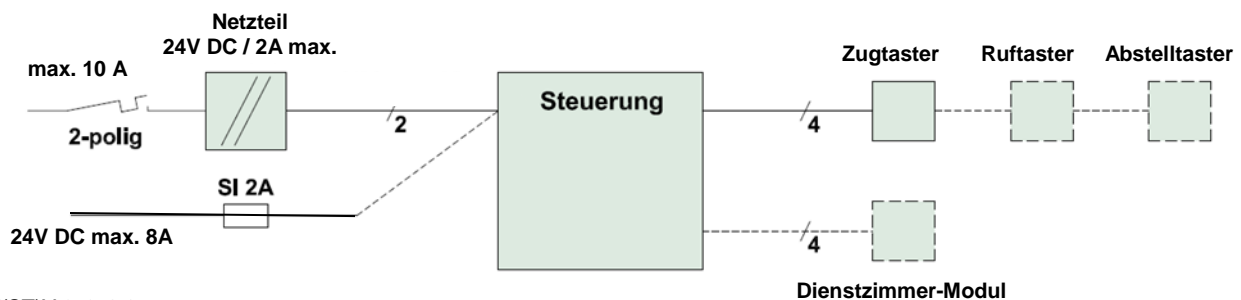 Netzteil
24V DC / 2A max.
max. 10 A
2-polig
2
SI 2A
24V DC max. 8A
Steuerung
Zugtaster
Ruftaster
Abstelltaster
4
4
Dienstzimmer-Modul